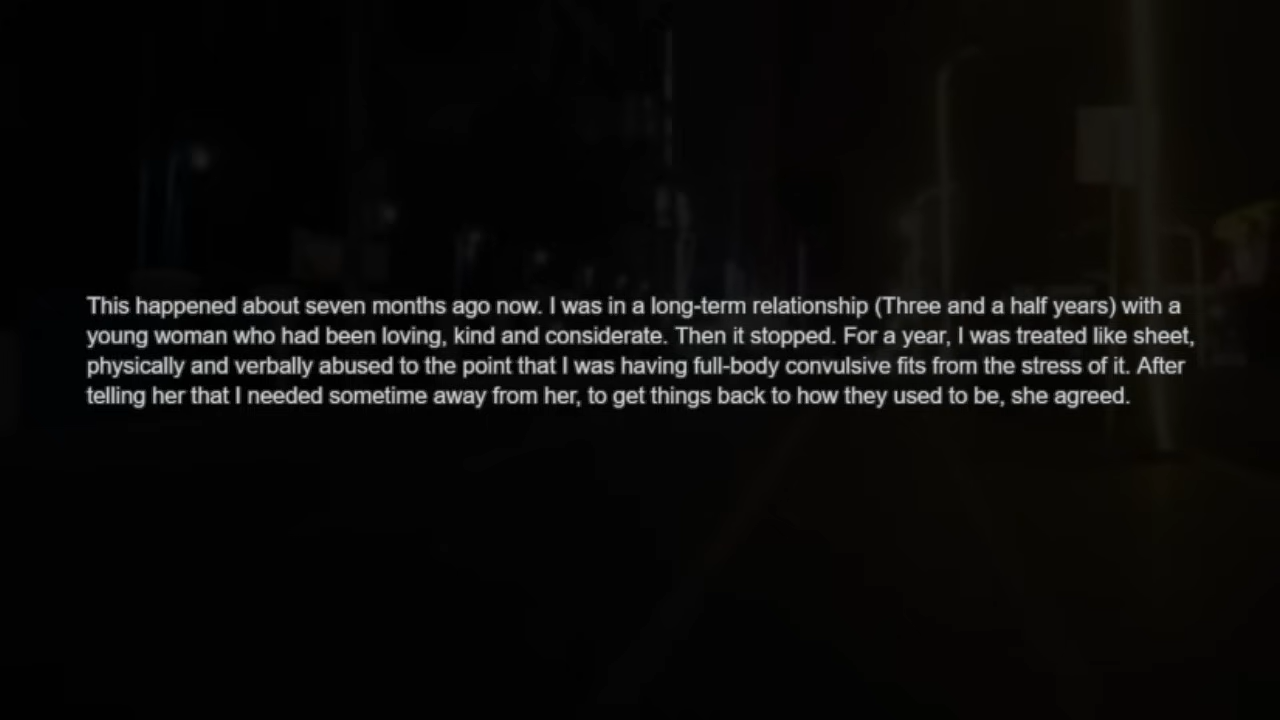 This happened about seven months ago now. I was in a long-term relationship (Three and a half years) with a
young woman who had been loving, kind and considerate. Then it stopped. For a year, I was treated like sheet,
physically and verbally abused to the point that I was having full-body convulsive fits from the stress of it. After
telling her that I needed sometime away from her, to get things back to how they used to be, she agreed.